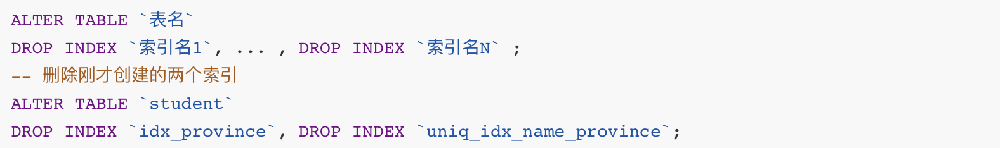 ALTER TABLE `表名`
DROP INDEX `索引名1`, ... , DROP INDEX `索引名N` ;
-- 删除刚才创建的两个索引
ALTER TABLE `student`
DROP INDEX `idx_province`, DROP INDEX `uniq_idx_name_province`;